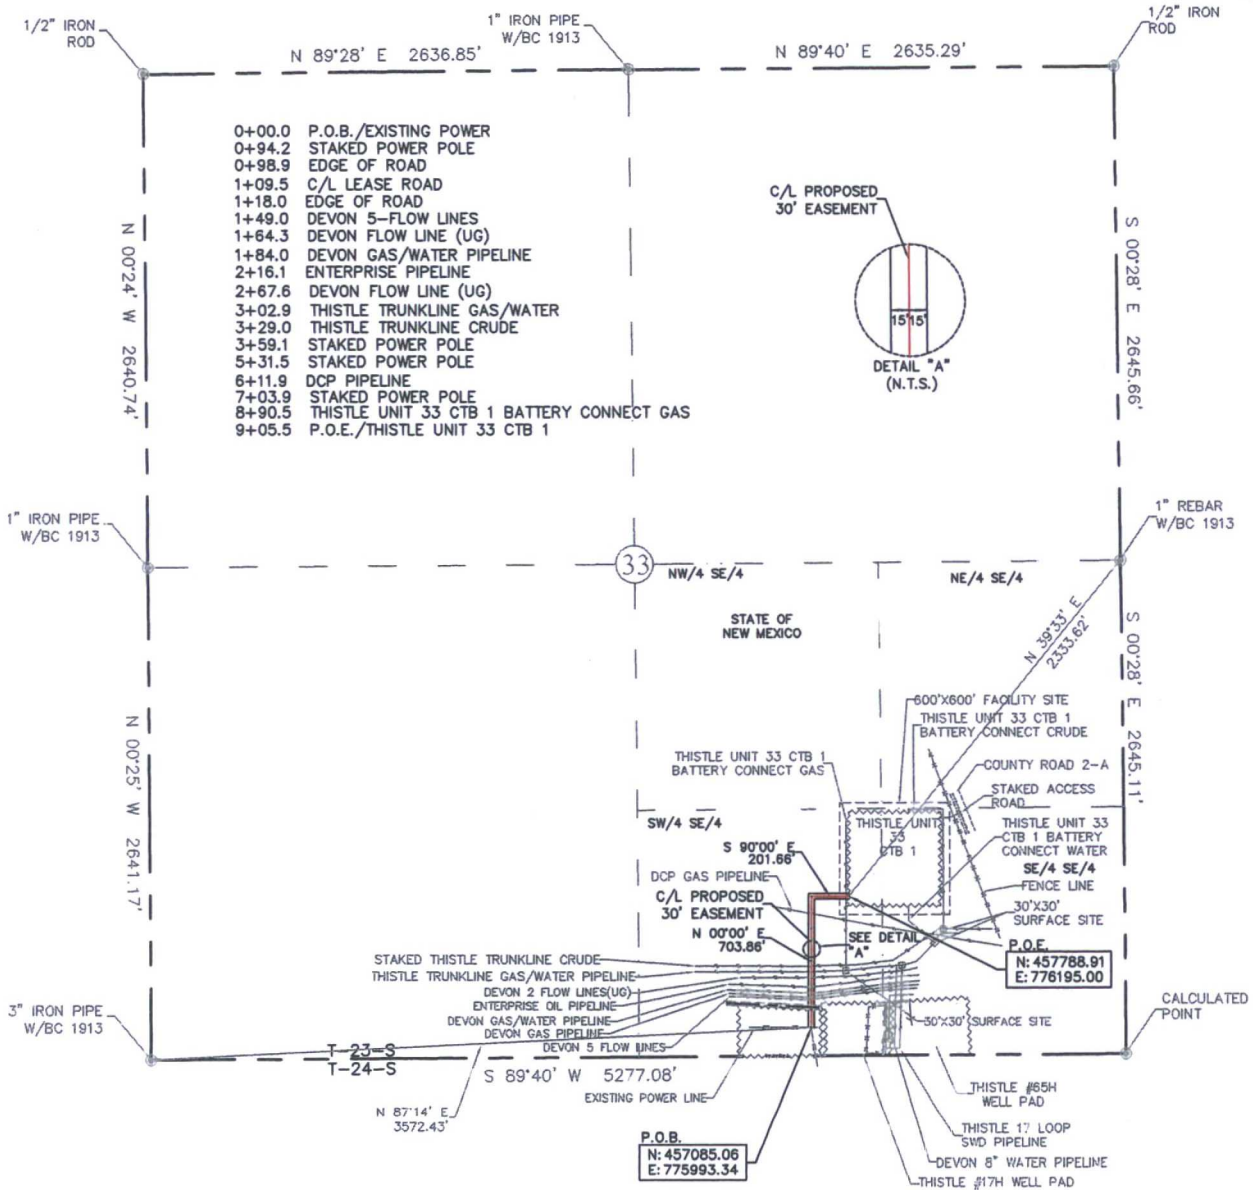 1/2" IRON
ROD
1" IRON PIPE
W/BC 1913
1/2" IRON
ROD
N 89°28' E 2636.85'
N 89°40' E 2635.29'
0+00.0 P.O.B./EXISTING POWER
0+94.2 STAKED POWER POLE
0+98.9 EDGE OF ROAD
1+09.5 C/L LEASE ROAD
1+18.0 EDGE OF ROAD
1+49.0 DEVON 5-FLOW LINES
1+64.3 DEVON FLOW LINE (UG)
1+84.0 DEVON GAS/WATER PIPELINE
2+16.1 ENTERPRISE PIPELINE
2+67.6 DEVON FLOW LINE (UG)
3+02.9 THISTLE TRUNKLINE GAS/WATER
3+29.0 THISTLE TRUNKLINE CRUDE
3+59.1 STAKED POWER POLE
5+31.5 STAKED POWER POLE
6+11.9 DCP PIPELINE
7+03.9 STAKED POWER POLE
8+90.5 THISTLE UNIT 33 CTB 1 BATTERY CONNECT GAS
9+05.5 P.O.E./THISTLE UNIT 33 CTB 1
C/L PROPOSED
30' EASEMENT
15'15'
DETAIL "A"
(N.T.S.)
N 00°24' W 2640.74'
S 00°28' E 2645.66'
1" IRON PIPE
W/BC 1913
1" REBAR
W/BC 1913
33
NW/4 SE/4
NE/4 SE/4
STATE OF
NEW MEXICO
N 39°33' E
2333.62'
N 00°25' W 2641.17'
S 00°28' E 2645.11'
600'X600' FACILITY SITE
THISTLE UNIT 33 CTB 1
BATTERY CONNECT CRUDE
THISTLE UNIT 33 CTB 1
BATTERY CONNECT GAS
COUNTY ROAD 2-A
STAKED ACCESS
ROAD
SW/4 SE/4
THISTLE UNIT
33
CTB 1
THISTLE UNIT 33
CTB 1 BATTERY
CONNECT WATER
SE/4 SE/4
FENCE LINE
S 90°00' E
201.66'
DCP GAS PIPELINE
C/L PROPOSED
30' EASEMENT
30'X30'
SURFACE SITE
N 00°00' E
703.86'
SEE DETAIL
"A"
P.O.E.
N: 457788.91
E: 776195.00
STAKED THISTLE TRUNKLINE CRUDE
THISTLE TRUNKLINE GAS/WATER PIPELINE
DEVON 2 FLOW LINES(UG)
ENTERPRISE OIL PIPELINE
DEVON GAS/WATER PIPELINE
DEVON GAS PIPELINE
DEVON 5 FLOW LINES
30'X30' SURFACE SITE
3" IRON PIPE
W/BC 1913
CALCULATED
POINT
T-23-S
T-24-S
S 89°40' W 5277.08'
EXISTING POWER LINE
N 87°14' E
3572.43'
THISTLE #65H
WELL PAD
THISTLE 17 LOOP
SWD PIPELINE
DEVON 8" WATER PIPELINE
THISTLE #17H WELL PAD
P.O.B.
N: 457085.06
E: 775993.34